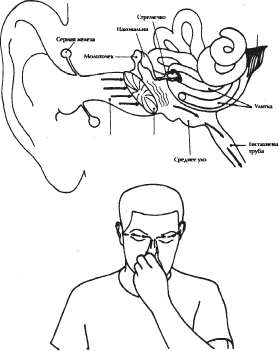 Стремечко
Наковальня
Серная железа
Молоточек
Улитка
Среднее ухо
Евстахиева
труба